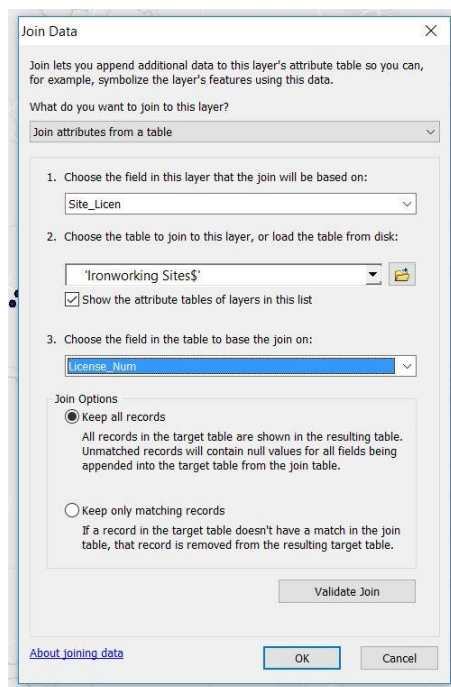 Join Data
Join lets you append additional data to this layer's attribute table so you can,
for example, symbolize the layer's features using this data.
What do you want to join to this layer?
Join attributes from a table
1. Choose the field in this layer that the join will be based on:
Site_Licen
2. Choose the table to join to this layer, or load the table from disk:
'Ironworking Sites$'
Show the attribute tables of layers in this list
3. Choose the field in the table to base the join on:
License_Num
Join Options
Keep all records
All records in the target table are shown in the resulting table.
Unmatched records will contain null values for all fields being
appended into the target table from the join table.
Keep only matching records
If a record in the target table doesn't have a match in the join
table, that record is removed from the resulting target table.
Validate Join
About joining data
OK
Cancel